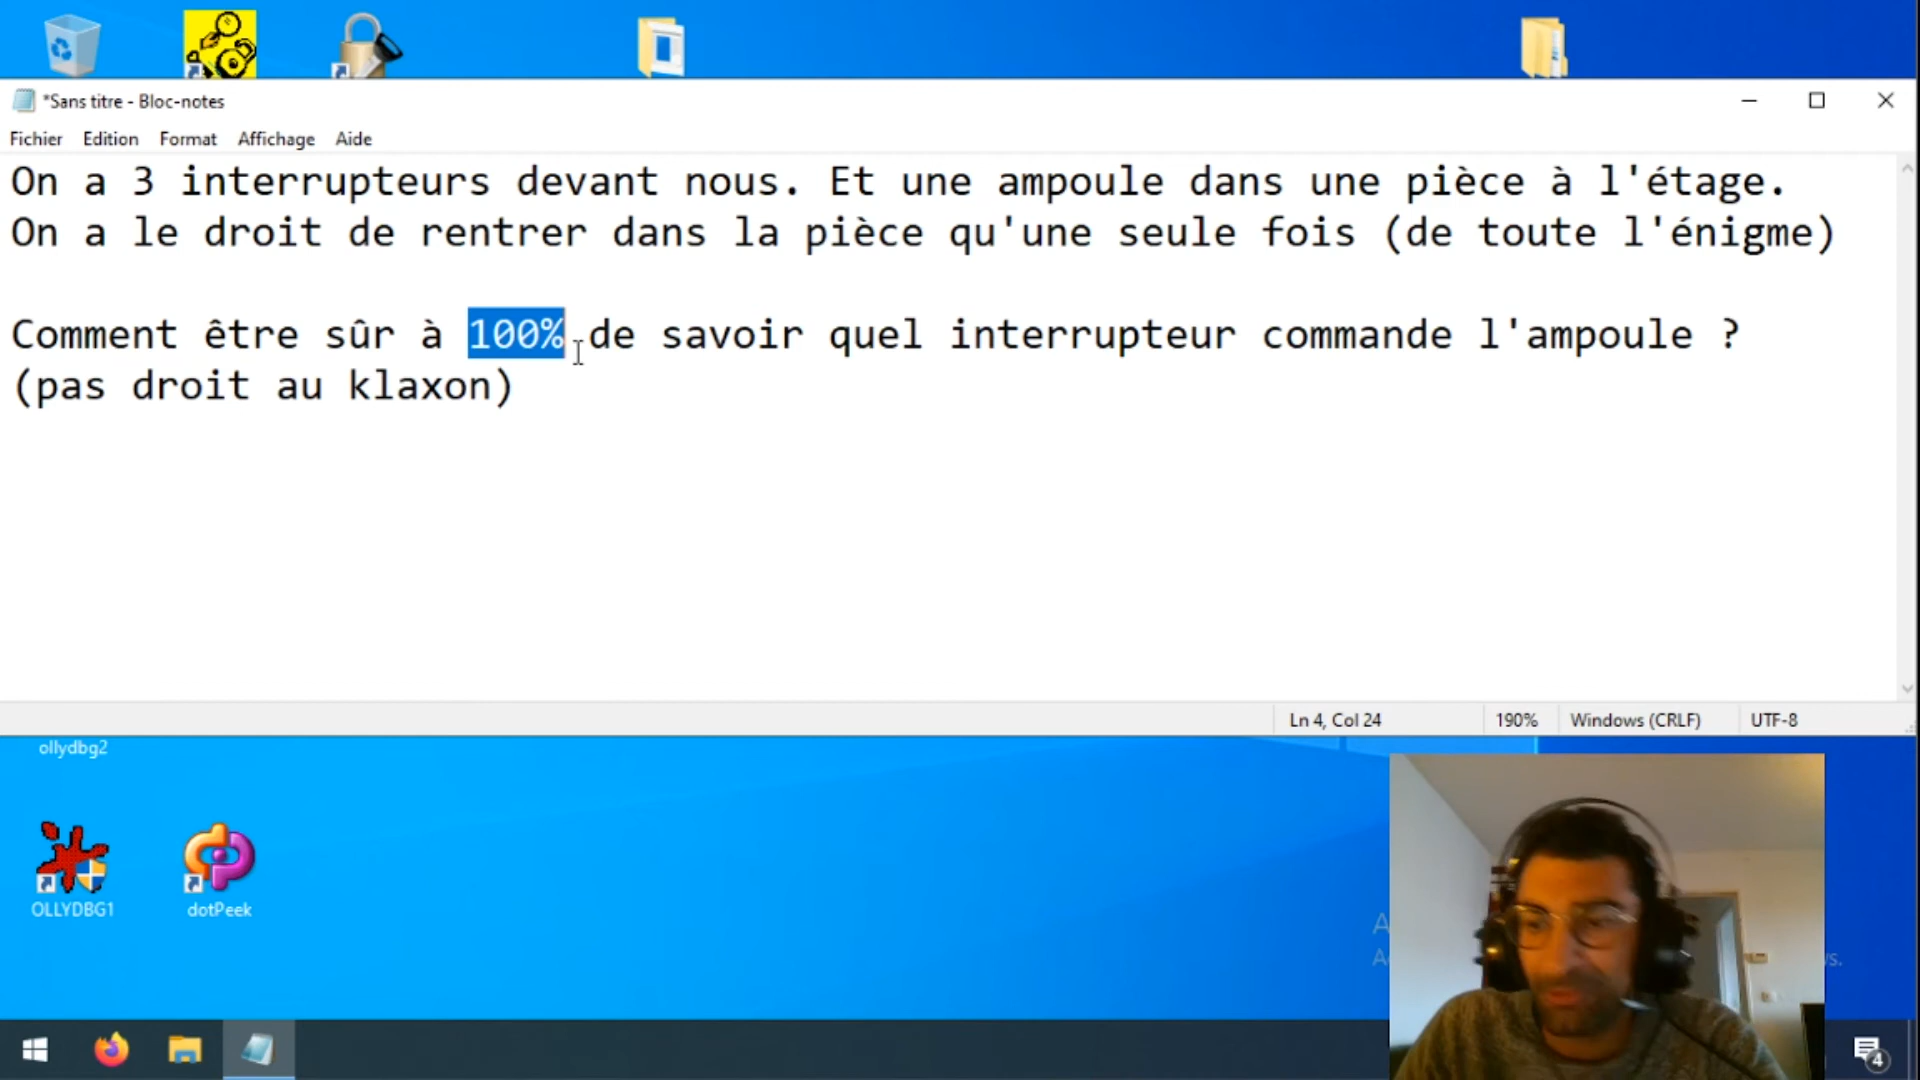 *Sans titre - Bloc-notes
Fichier Edition Format Affichage Aide
On a 3 interrupteurs devant nous. Et une ampoule dans une pièce à l'étage.
On a le droit de rentrer dans la pièce qu'une seule fois (de toute l'énigme)
Comment être sûr à 100% de savoir quel interrupteur commande l'ampoule ?
(pas droit au klaxon)
Ln 4, Col 24 190% Windows (CRLF) UTF-8
ollydbg2
OLLYDBG1 dotPeek
4